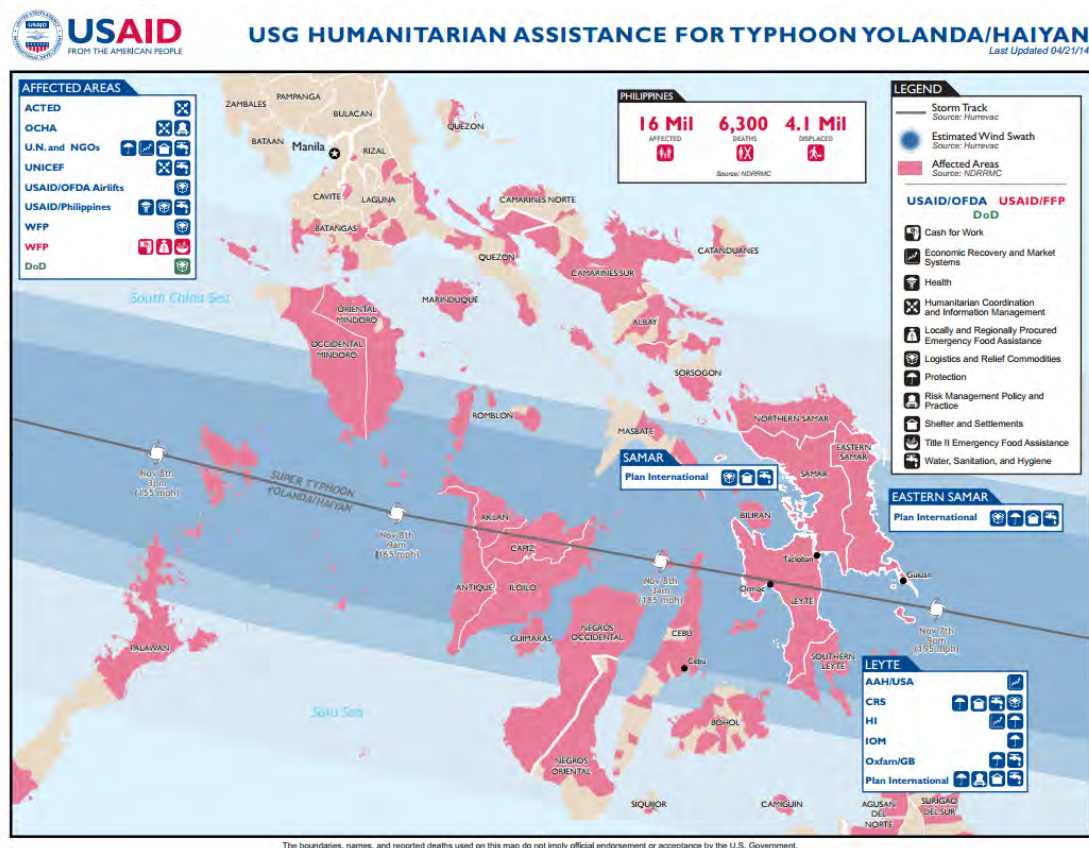 USAID
FROM THE AMERICAN PEOPLE
USG HUMANITARIAN ASSISTANCE FOR TYPHOON YOLANDA/HAIYAN
Last Updated 04/21/14
AFFECTED AREAS
ACTED
OCHA
U.N. and NGOs
UNICEF
USAID/OFDA Airlifts
USAID/Philippines
WFP
WFP
DoD
PHILIPPINES
16 Mil
AFFECTED
6,300
DEATHS
4.1 Mil
DISPLACED
Source: NDRRMC
LEGEND
Storm Track
Source: Hurrevac
Estimated Wind Swath
Source: Hurrevac
Affected Areas
Source: NDRRMC
USAID/OFDA USAID/FFP
DoD
Cash for Work
Economic Recovery and Market
Systems
Health
Humanitarian Coordination
and Information Management
Locally and Regionally Procured
Emergency Food Assistance
Logistics and Relief Commodities
Protection
Risk Management Policy and
Practice
Shelter and Settlements
Title II Emergency Food Assistance
Water, Sanitation, and Hygiene
ZAMBALES
PAMPANGA
BULACAN
BATAAN
Manila
RIZAL
QUEZON
CAVITE
LAGUNA
BATANGAS
CAMARINES NORTE
QUEZON
CATANDUANES
CAMARINES SUR
South China Sea
MARINDUQUE
ORIENTAL
MINDORO
OCCIDENTAL
MINDORO
ALBAY
SORSOGON
ROMBLON
MASBATE
NORTHERN SAMAR
EASTERN
SAMAR
SAMAR
SAMAR
Plan International
EASTERN SAMAR
Plan International
Nov 8th
3pm
(155 mph)
SUPER TYPHOON
YOLANDA/HAIYAN
Nov 8th
9am
(165 mph)
AKLAN
CAPIZ
ANTIQUE
ILOILO
BILIRAN
Tacloban
Nov 8th
3am
(185 mph)
Ormoc
LEYTE
Guiuan
Nov 7th
9pm
(195 mph)
GUIMARAS
NEGROS
OCCIDENTAL
CEBU
Cebu
SOUTHERN
LEYTE
PALAWAN
Sulu Sea
BOHOL
NEGROS
ORIENTAL
SIQUIJOR
CAMIGUIN
AGUSAN
DEL
NORTE
SURIGAO
DEL SUR
LEYTE
AAH/USA
CRS
HI
IOM
Oxfam/GB
Plan International
The boundaries, names, and reported deaths used on this map do not imply official endorsement or acceptance by the U.S. Government.